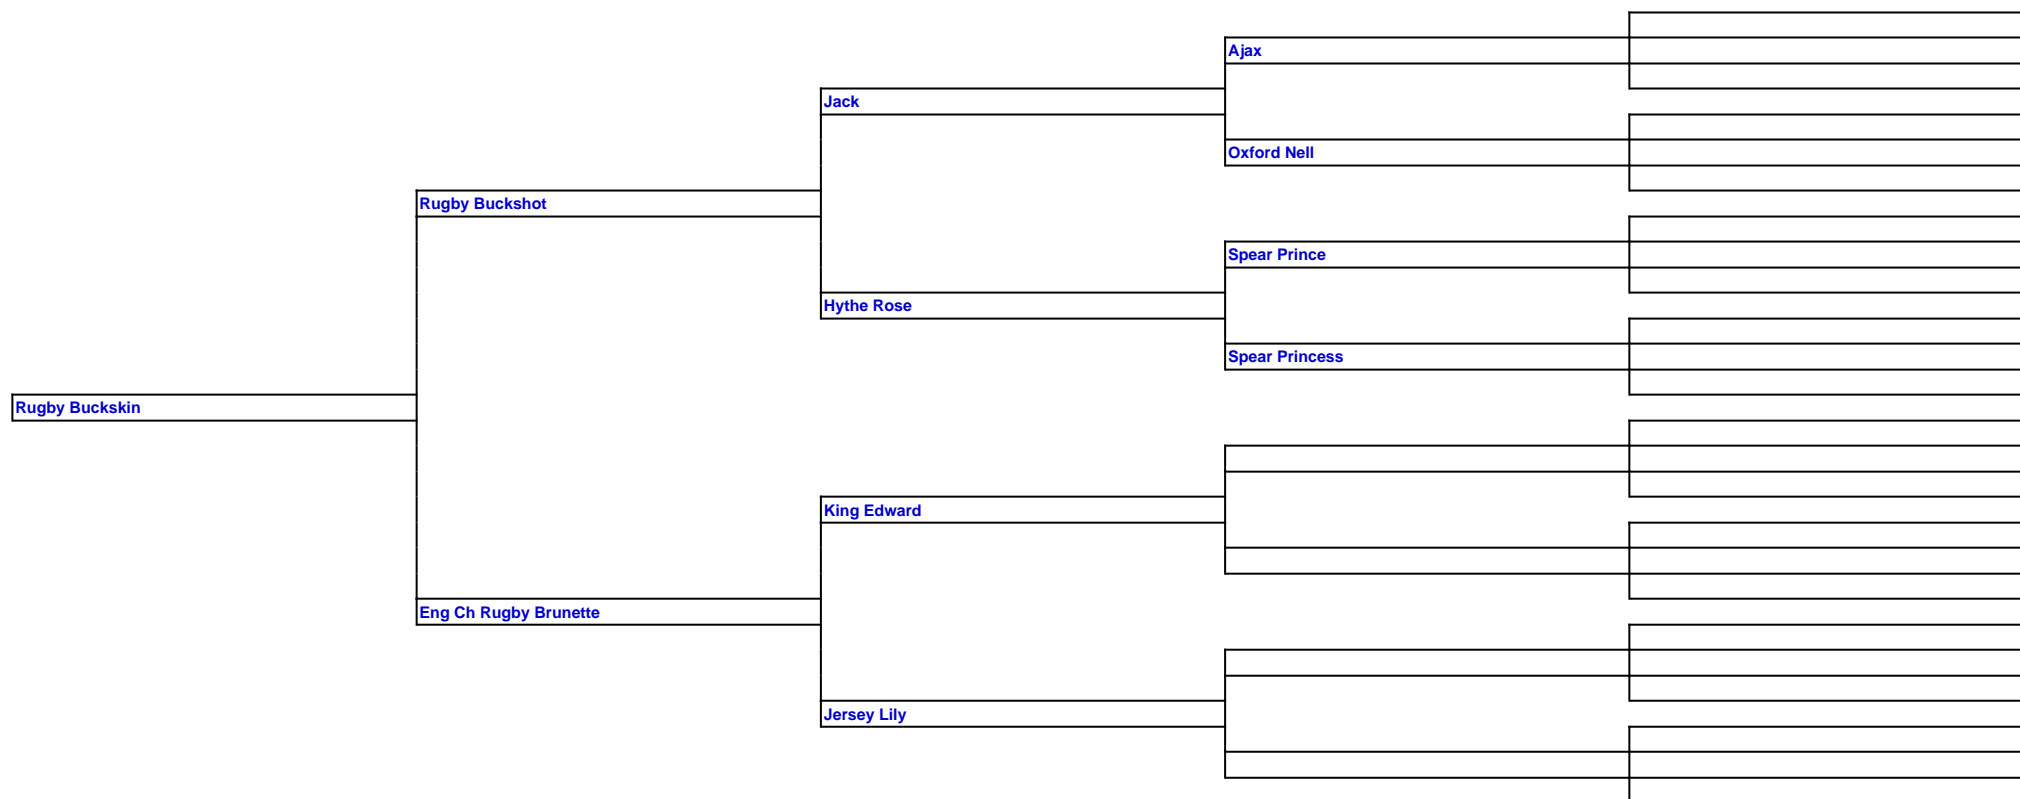 Ajax
Jack
Oxford Nell
Rugby Buckshot
Spear Prince
Hythe Rose
Spear Princess
Rugby Buckskin
King Edward
Eng Ch Rugby Brunette
Jersey Lily